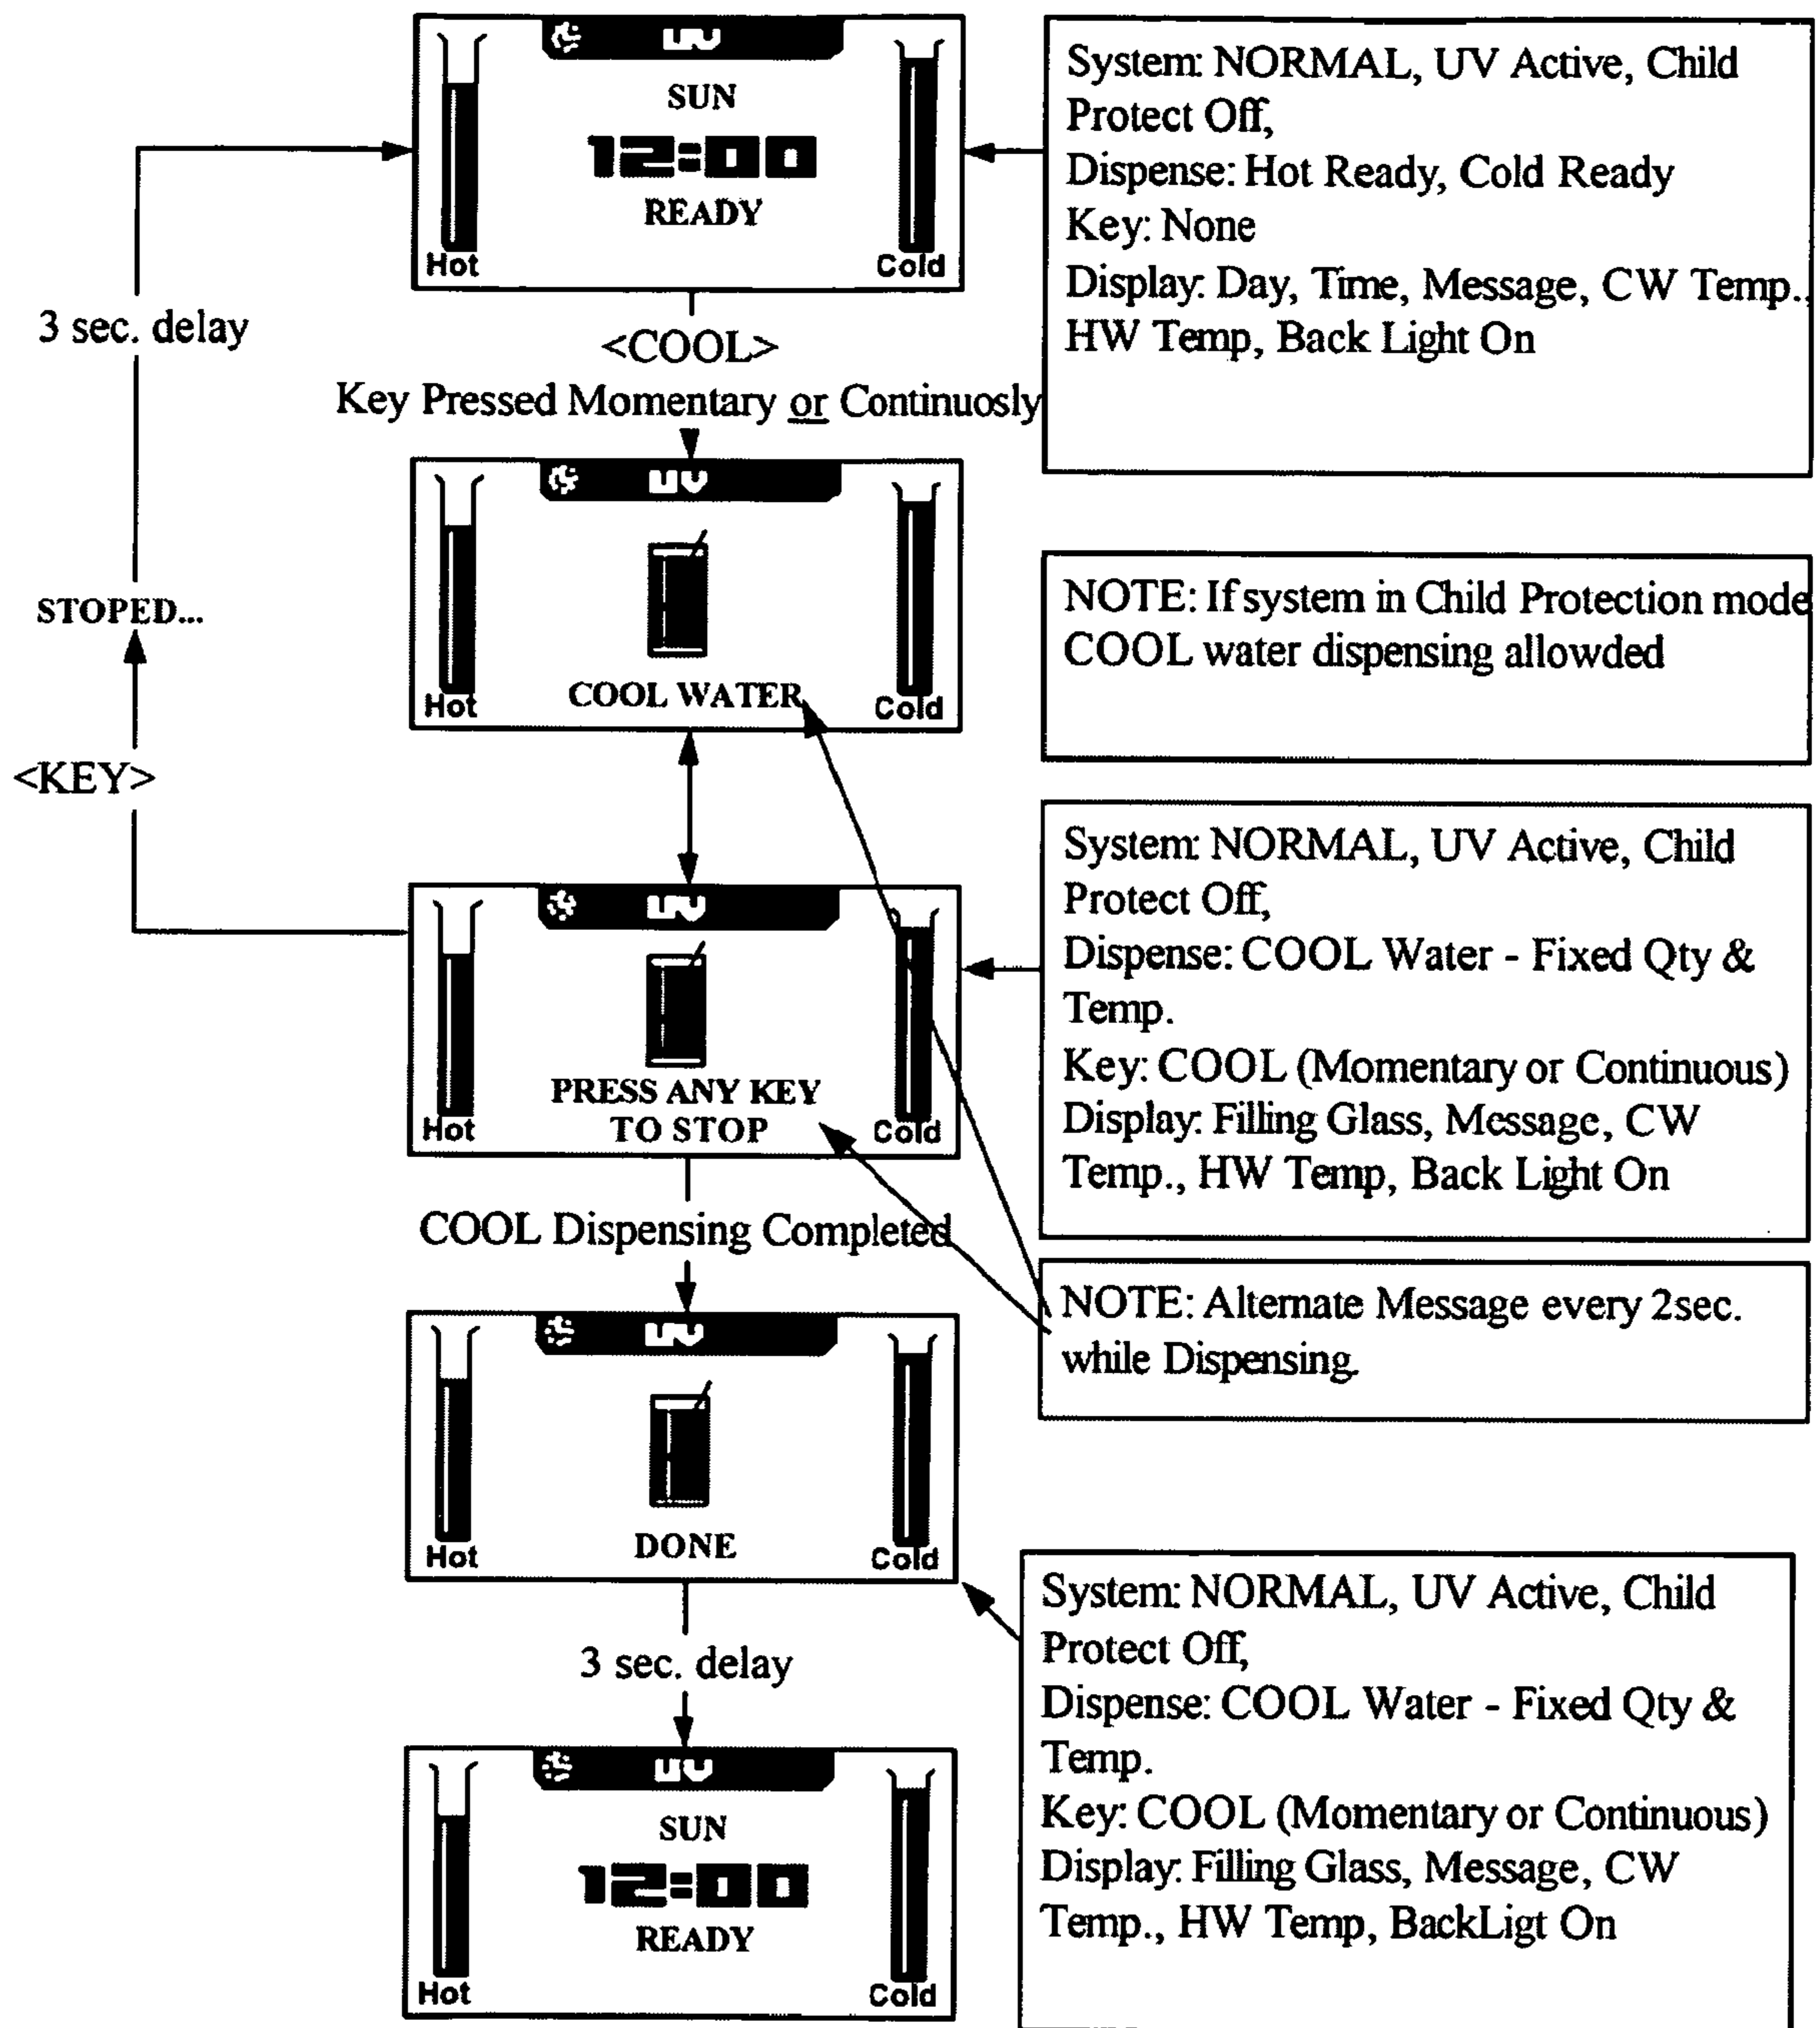 UV
SUN
12:00
READY
Hot
Cold
System: NORMAL, UV Active, Child
Protect Off,
Dispense: Hot Ready, Cold Ready
Key: None
Display: Day, Time, Message, CW Temp.,
HW Temp, Back Light On
3 sec. delay
<COOL>
Key Pressed Momentary or Continuosly
UV
COOL WATER
Hot
Cold
NOTE: If system in Child Protection mode
COOL water dispensing allowded
STOPED...
<KEY>
UV
PRESS ANY KEY
TO STOP
Hot
Cold
System: NORMAL, UV Active, Child
Protect Off,
Dispense: COOL Water - Fixed Qty &
Temp.
Key: COOL (Momentary or Continuous)
Display: Filling Glass, Message, CW
Temp., HW Temp, Back Light On
COOL Dispensing Completed
NOTE: Alternate Message every 2sec.
while Dispensing.
UV
DONE
Hot
Cold
System: NORMAL, UV Active, Child
Protect Off,
Dispense: COOL Water - Fixed Qty &
Temp.
Key: COOL (Momentary or Continuous)
Display: Filling Glass, Message, CW
Temp., HW Temp, BackLigt On
3 sec. delay
UV
SUN
12:00
READY
Hot
Cold